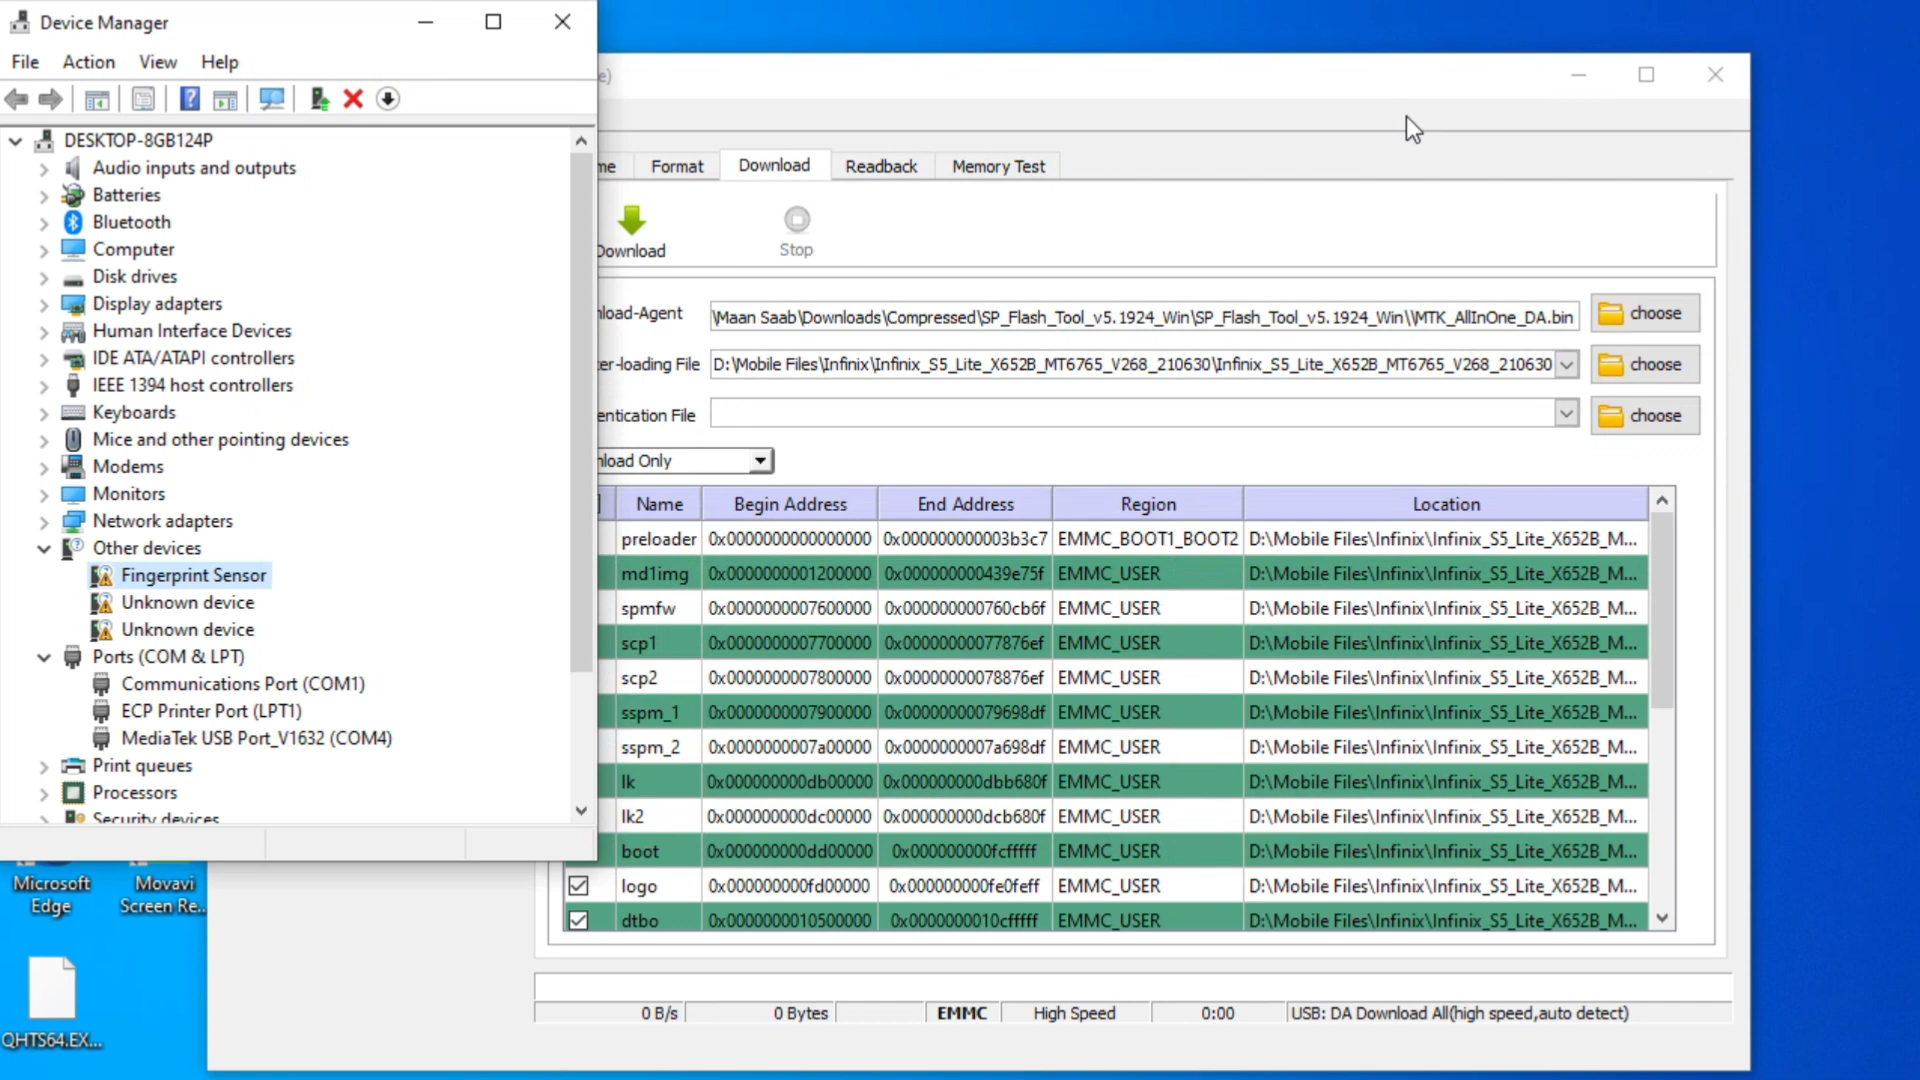 Device Manager
File Action View Help
DESKTOP-8GB124P
Audio inputs and outputs
Batteries
Bluetooth
Computer
Disk drives
Display adapters
Human Interface Devices
IDE ATA/ATAPI controllers
IEEE 1394 host controllers
Keyboards
Mice and other pointing devices
Modems
Monitors
Network adapters
Other devices
Fingerprint Sensor
Unknown device
Unknown device
Ports (COM & LPT)
Communications Port (COM1)
ECP Printer Port (LPT1)
MediaTek USB Port_V1632 (COM4)
Print queues
Processors
Security devices
e)
me Format Download Readback Memory Test
Download Stop
nload-Agent \Maan Saab\Downloads\Compressed\SP_Flash_Tool_v5.1924_Win\SP_Flash_Tool_v5.1924_Win\\MTK_AllInOne_DA.bin choose
ter-loading File D:\Mobile Files\Infinix\Infinix_S5_Lite_X652B_MT6765_V268_210630\Infinix_S5_Lite_X652B_MT6765_V268_210630 choose
entication File choose
nload Only
Name Begin Address End Address Region Location
preloader 0x0000000000000000 0x000000000003b3c7 EMMC_BOOT1_BOOT2 D:\Mobile Files\Infinix\Infinix_S5_Lite_X652B_M...
md1img 0x0000000001200000 0x000000000439e75f EMMC_USER D:\Mobile Files\Infinix\Infinix_S5_Lite_X652B_M...
spmfw 0x0000000007600000 0x000000000760cb6f EMMC_USER D:\Mobile Files\Infinix\Infinix_S5_Lite_X652B_M...
scp1 0x0000000007700000 0x00000000077876ef EMMC_USER D:\Mobile Files\Infinix\Infinix_S5_Lite_X652B_M...
scp2 0x0000000007800000 0x00000000078876ef EMMC_USER D:\Mobile Files\Infinix\Infinix_S5_Lite_X652B_M...
sspm_1 0x0000000007900000 0x00000000079698df EMMC_USER D:\Mobile Files\Infinix\Infinix_S5_Lite_X652B_M...
sspm_2 0x0000000007a00000 0x0000000007a698df EMMC_USER D:\Mobile Files\Infinix\Infinix_S5_Lite_X652B_M...
lk 0x000000000db00000 0x000000000dbb680f EMMC_USER D:\Mobile Files\Infinix\Infinix_S5_Lite_X652B_M...
lk2 0x000000000dc00000 0x000000000dcb680f EMMC_USER D:\Mobile Files\Infinix\Infinix_S5_Lite_X652B_M...
boot 0x000000000dd00000 0x000000000fcfffff EMMC_USER D:\Mobile Files\Infinix\Infinix_S5_Lite_X652B_M...
logo 0x000000000fd00000 0x000000000fe0feff EMMC_USER D:\Mobile Files\Infinix\Infinix_S5_Lite_X652B_M...
dtbo 0x0000000010500000 0x0000000010cfffff EMMC_USER D:\Mobile Files\Infinix\Infinix_S5_Lite_X652B_M...
0 B/s 0 Bytes EMMC High Speed 0:00 USB: DA Download All(high speed,auto detect)
Microsoft Edge
Movavi Screen Re...
QHTS64.EX...